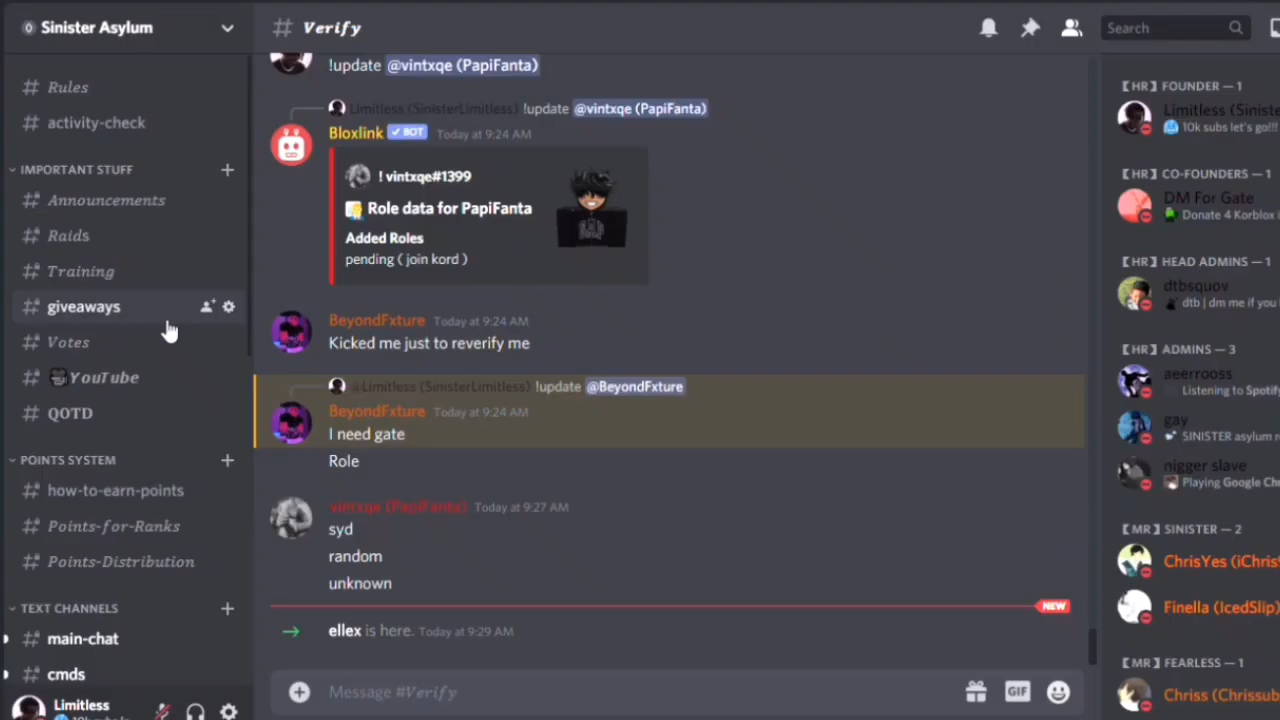 Sinister Asylum
Rules
activity-check
IMPORTANT STUFF
Announcements
Raids
Training
giveaways
Votes
YouTube
QOTD
POINTS SYSTEM
how-to-earn-points
Points-for-Ranks
Points-Distribution
TEXT CHANNELS
main-chat
cmds
Limitless
# Verify
Search
!update @vintxqe (PapiFanta)
Limitless (SinisterLimitless) !update @vintxqe (PapiFanta)
Bloxlink ✓ BOT Today at 9:24 AM
! vintxqe#1399
Role data for PapiFanta
Added Roles
pending ( join kord )
BeyondFxture Today at 9:24 AM
Kicked me just to reverify me
@Limitless (SinisterLimitless) !update @BeyondFxture
BeyondFxture Today at 9:24 AM
I need gate
Role
vintxqe (PapiFanta) Today at 9:27 AM
syd
random
unknown
NEW
ellex is here. Today at 9:29 AM
Message #Verify
GIF
【HR】FOUNDER — 1
Limitless (Sinis
10k subs let's go!!!
【HR】CO-FOUNDERS — 1
DM For Gate
Donate 4 Korblox
【HR】HEAD ADMINS — 1
dtbsquov
dtb | dm me if you
【HR】ADMINS — 3
aeerrooss
Listening to Spotify
gay
SINISTER asylum
nigger slave
Playing Google Chr
【MR】SINISTER — 2
ChrisYes (iChris
Finella (IcedSlip)
【MR】FEARLESS — 1
Chriss (Chrissub